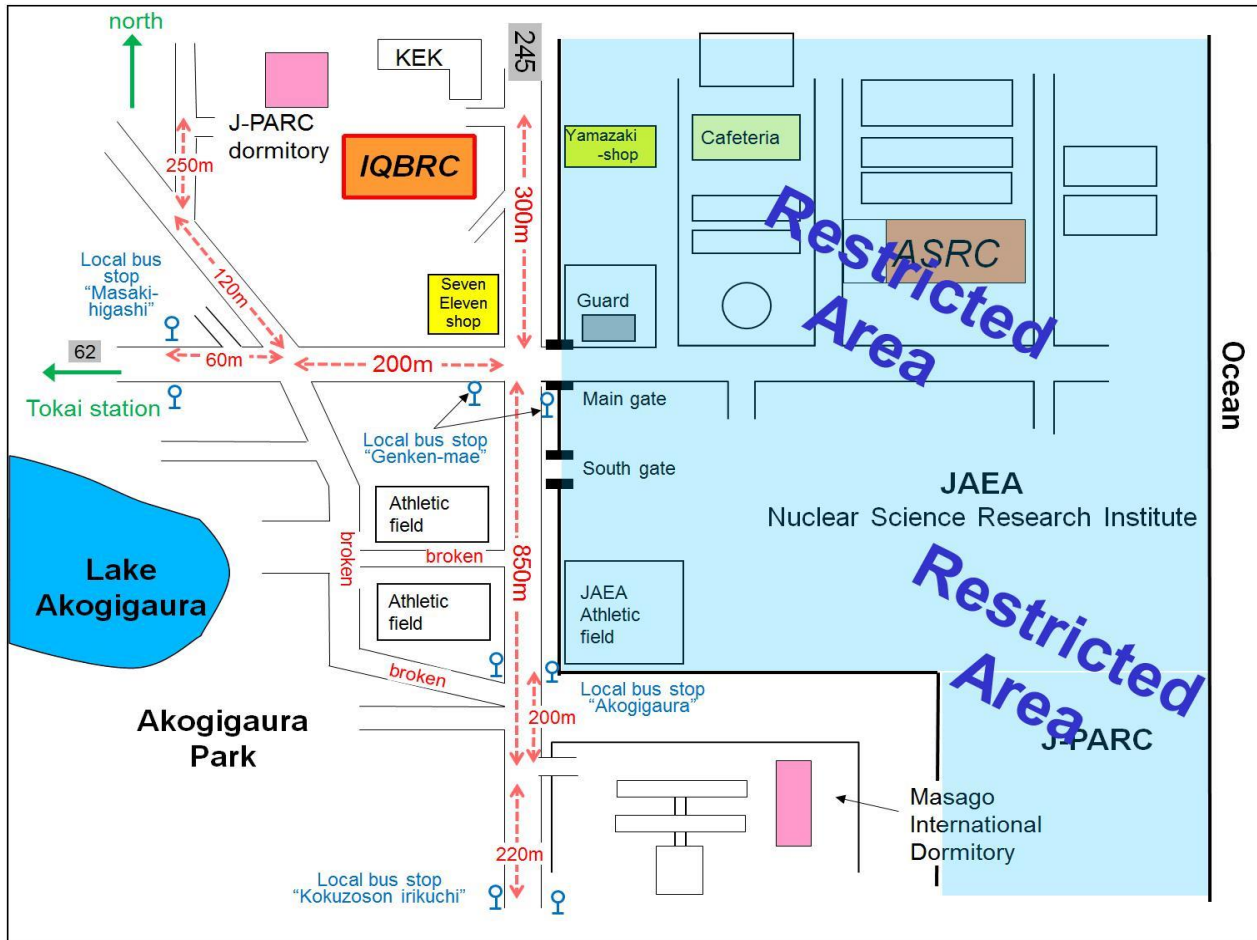 north
245
KEK
J-PARC
dormitory
250m
IQBRC
300m
Yamazaki
-shop
Cafeteria
Restricted
Area
ASRC
Local bus
stop
“Masaki-
higashi”
120m
Seven
Eleven
shop
Guard
62
60m
200m
Tokai station
Main gate
Ocean
Local bus stop
“Genken-mae”
South gate
JAEA
Nuclear Science Research Institute
Athletic
field
broken
broken
850m
Lake
Akogigaura
Athletic
field
JAEA
Athletic
field
Restricted
Area
broken
Local bus stop
“Akogigaura”
200m
Akogigaura
Park
J-PARC
Masago
International
Dormitory
220m
Local bus stop
“Kokuzoson irikuchi”